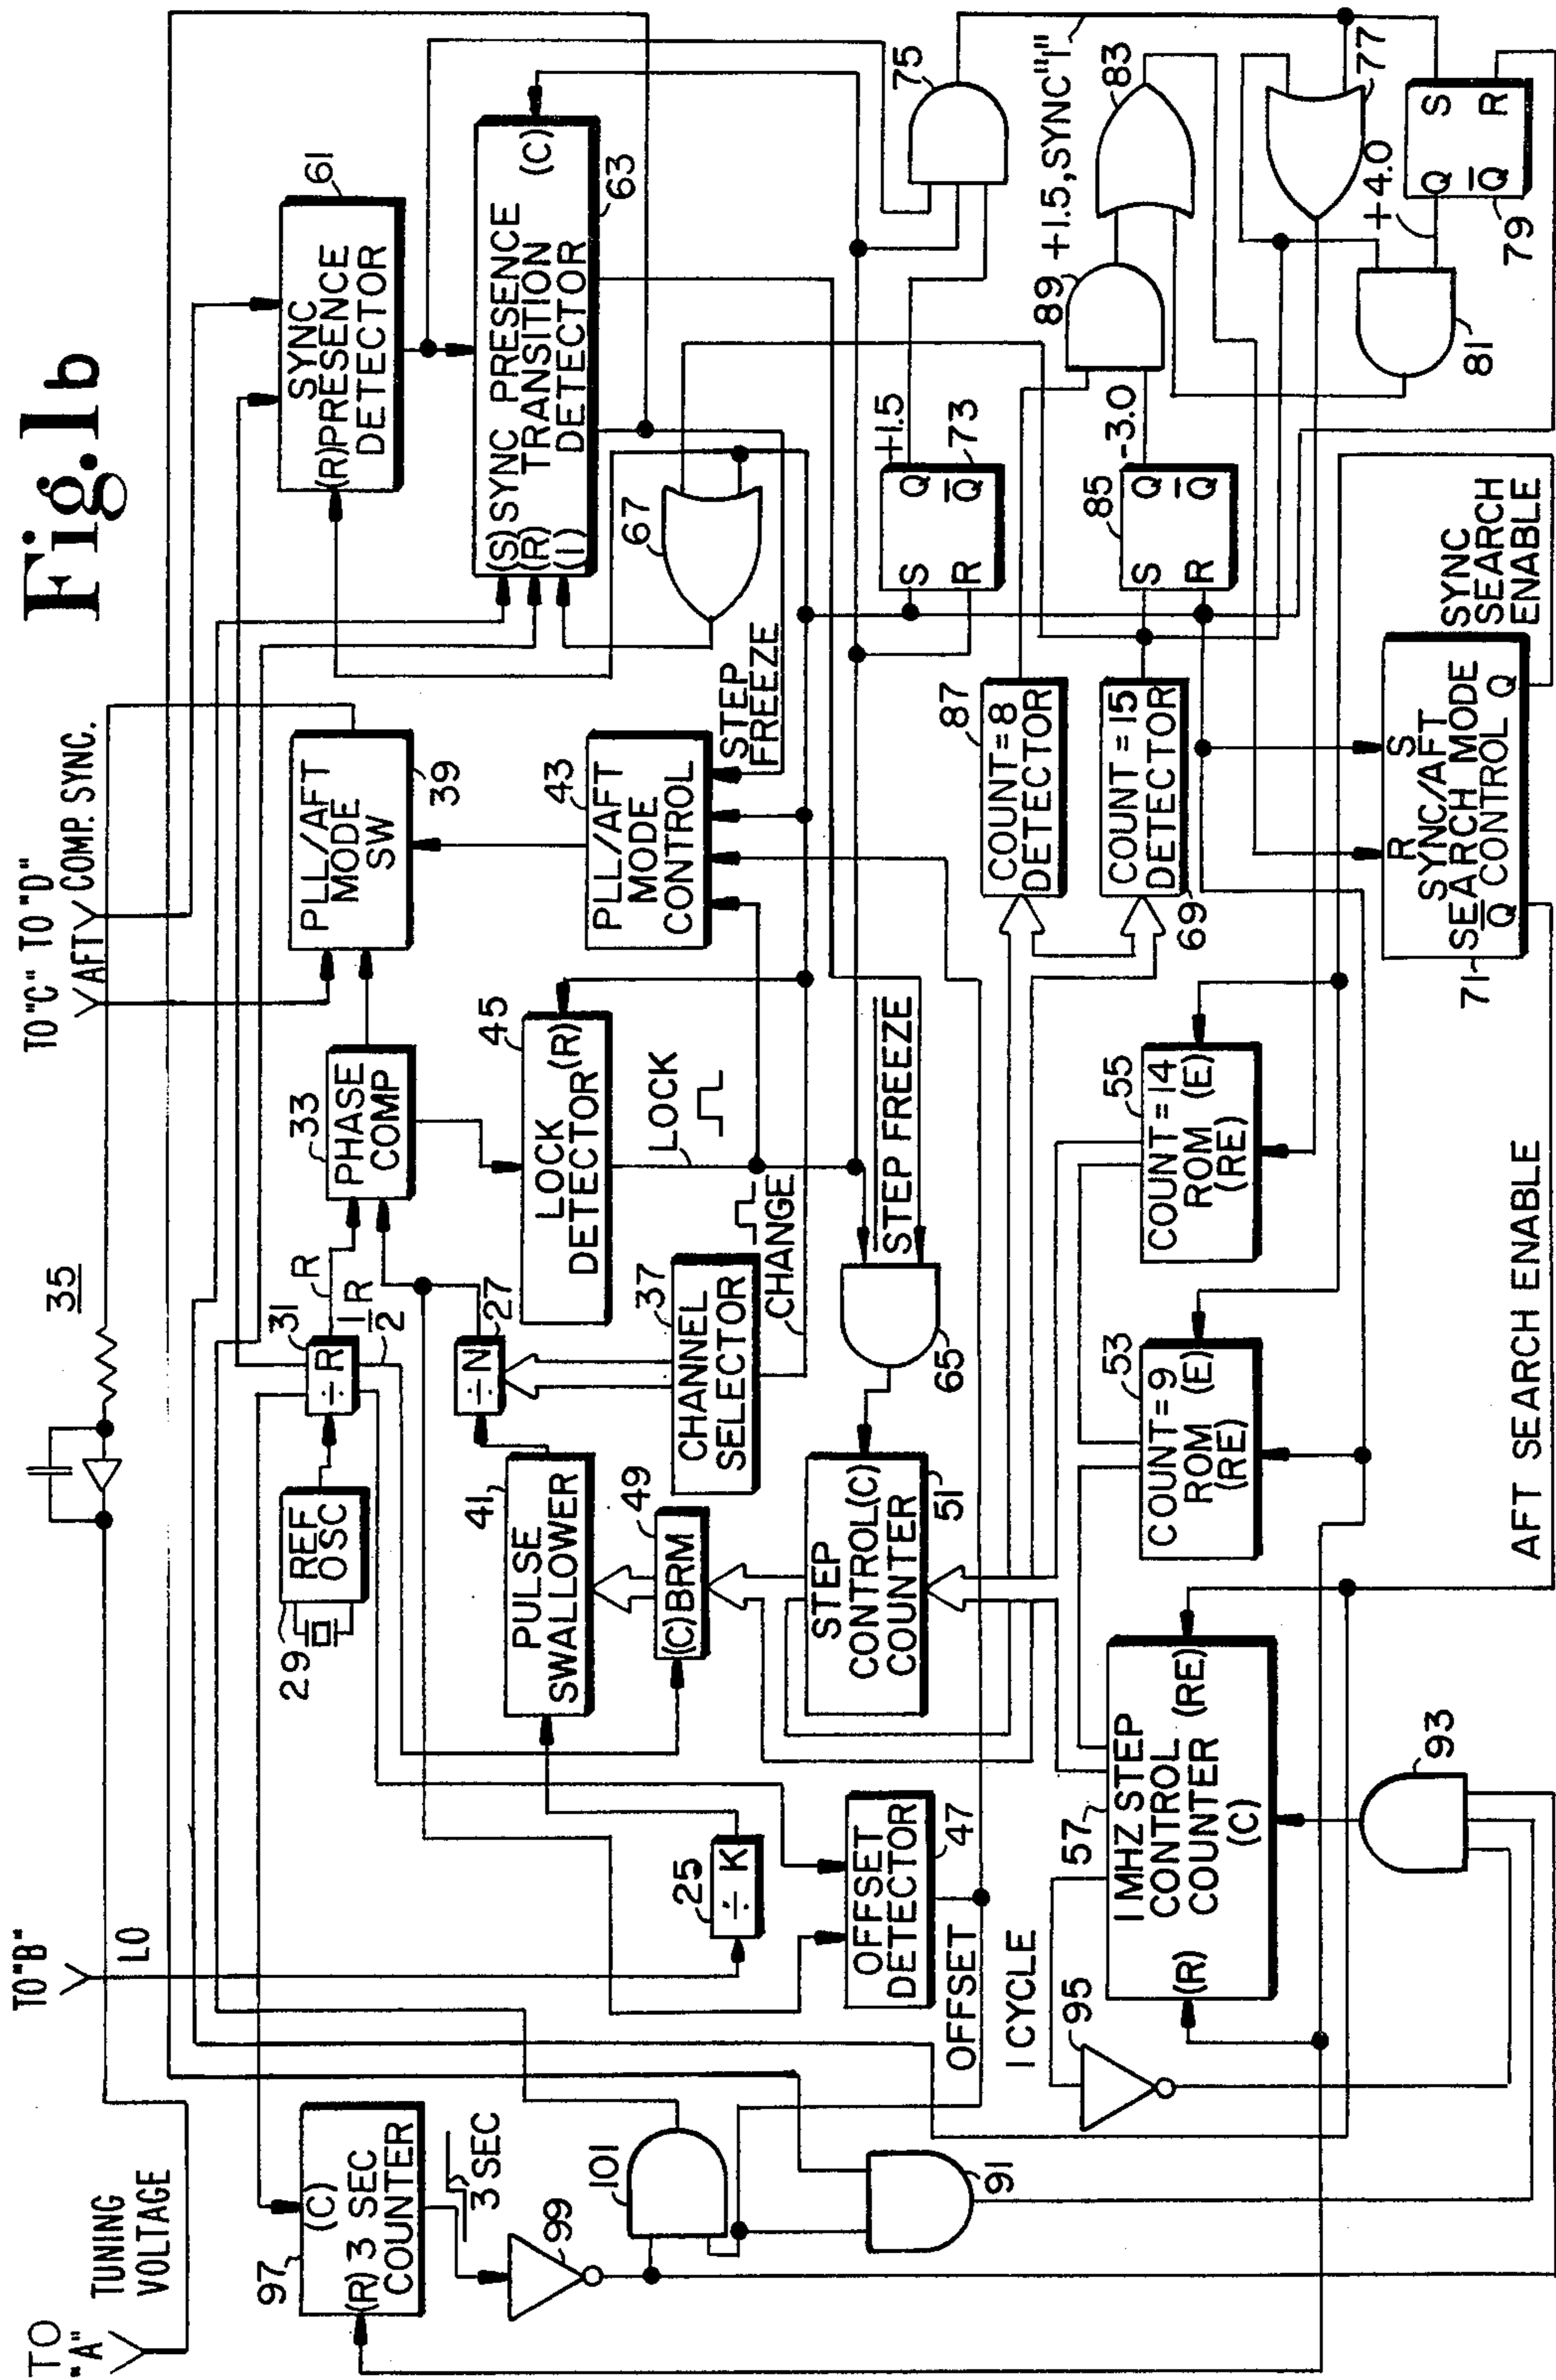 Fig.1b
TO "A"
TUNING
VOLTAGE
TO "B"
LO
35
TO "C" TO "D"
AFT
COMP. SYNC.
97
(C)
(R) 3 SEC
COUNTER
3 SEC
99
101
91
29
REF
OSC
31
÷R
R
1/2 R
33
PHASE
COMP
PLL/AFT
MODE
SW
39
61
SYNC
(R) PRESENCE
DETECTOR
25
÷ K
41
PULSE
SWALLOWER
÷N
27
45
LOCK
DETECTOR
(R)
LOCK
43
PLL/AFT
MODE
CONTROL
STEP
FREEZE
(S) SYNC PRESENCE
(R) TRANSITION
(I) DETECTOR
(C)
63
67
49
(C) BRM
37
CHANNEL
SELECTOR
CHANGE
OFFSET
DETECTOR
47
OFFSET
STEP
CONTROL (C)
COUNTER
51
65
STEP FREEZE
87
COUNT = 8
DETECTOR
COUNT = 15
DETECTOR
69
+1.5
S Q
R Q̅
73
85
-3.0
S Q
R Q̅
75
89
+1.5, SYNC "1"
83
77
+4.0
Q S
Q̅ R
79
81
1 CYCLE
95
57
1 MHZ STEP
CONTROL (RE)
COUNTER
(R)
(C)
93
53
COUNT = 9
ROM (E)
(RE)
55
COUNT = 14
ROM (E)
(RE)
71
R S
SYNC/AFT
SEARCH MODE
Q̅ CONTROL Q
SYNC
SEARCH
ENABLE
AFT SEARCH ENABLE